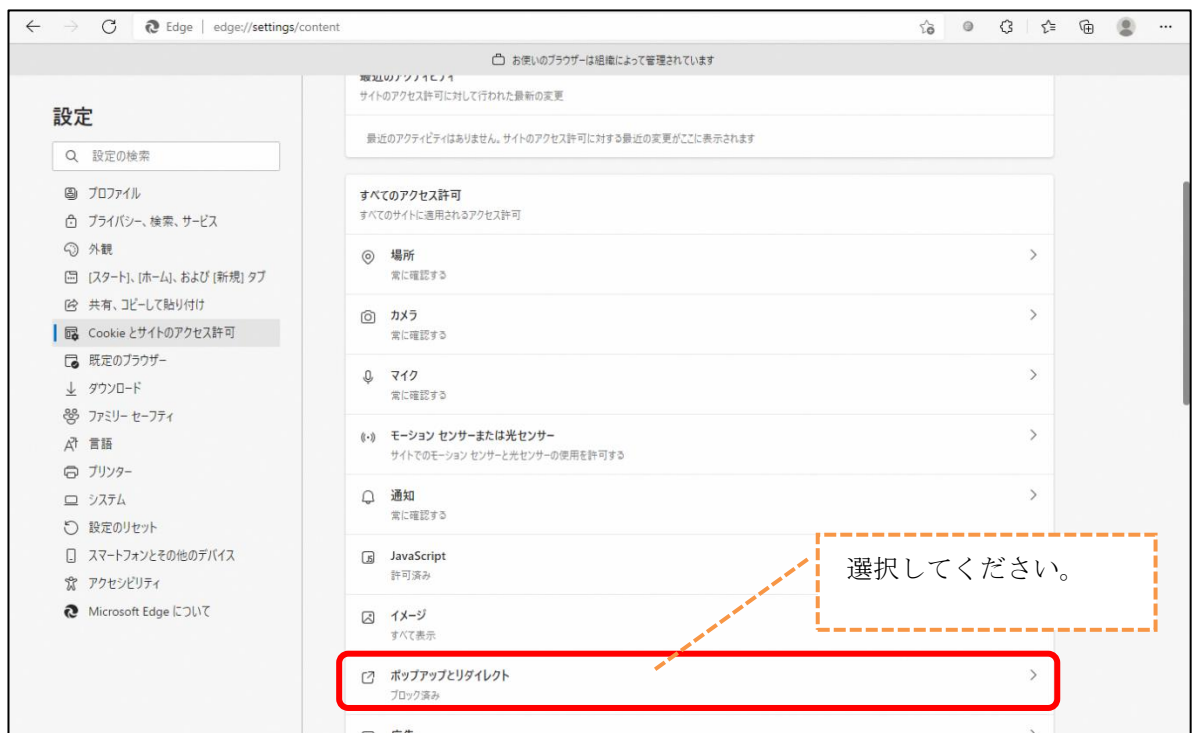 Edge edge://settings/content
お使いのブラウザーは組織によって管理されています
最近のアクティビティ
サイトのアクセス許可に対して行われた最新の変更
最近のアクティビティはありません。サイトのアクセス許可に対する最近の変更がここに表示されます
設定
設定の検索
プロファイル
プライバシー、検索、サービス
外観
[スタート]、[ホーム]、および [新規] タブ
共有、コピーして貼り付け
Cookie とサイトのアクセス許可
既定のブラウザー
ダウンロード
ファミリー セーフティ
言語
プリンター
システム
設定のリセット
スマートフォンとその他のデバイス
アクセシビリティ
Microsoft Edge について
すべてのアクセス許可
すべてのサイトに適用されるアクセス許可
場所
常に確認する
カメラ
常に確認する
マイク
常に確認する
モーション センサーまたは光センサー
サイトでのモーション センサーと光センサーの使用を許可する
通知
常に確認する
JavaScript
許可済み
イメージ
すべて表示
ポップアップとリダイレクト
ブロック済み
選択してください。